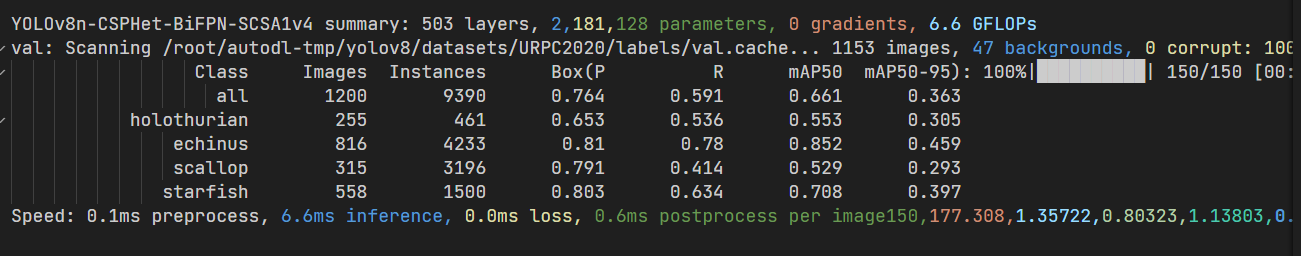 YOLOv8n-CSPHet-BiFPN-SCSA1v4 summary: 503 layers, 2,181,128 parameters, 0 gradients, 6.6 GFLOPs
val: Scanning /root/autodl-tmp/yolov8/datasets/URPC2020/labels/val.cache... 1153 images, 47 backgrounds, 0 corrupt: 100
Class Images Instances Box(P R mAP50 mAP50-95): 100%|██████████| 150/150 [00:
all 1200 9390 0.764 0.591 0.661 0.363
holothurian 255 461 0.653 0.536 0.553 0.305
echinus 816 4233 0.81 0.78 0.852 0.459
scallop 315 3196 0.791 0.414 0.529 0.293
starfish 558 1500 0.803 0.634 0.708 0.397
Speed: 0.1ms preprocess, 6.6ms inference, 0.0ms loss, 0.6ms postprocess per image150,177.308,1.35722,0.80323,1.13803,0.